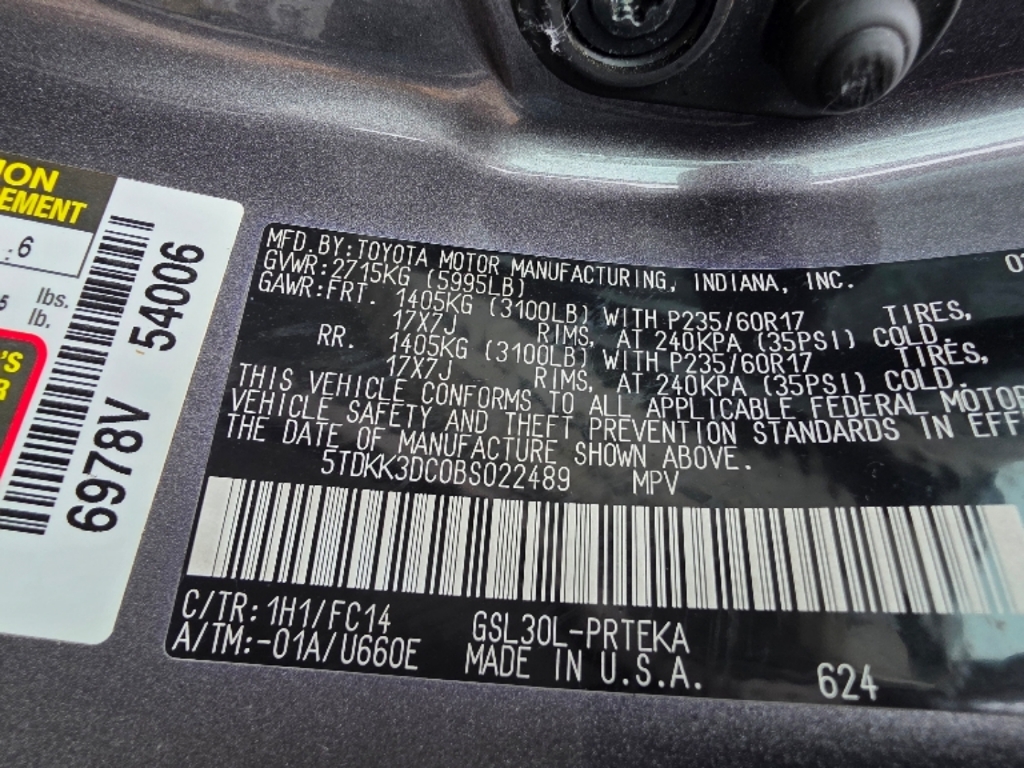 ION
EMENT
.6
5 lbs.
lb.
'S
R
6978V 54006
MFD. BY: TOYOTA MOTOR MANUFACTURING, INDIANA, INC.
GVWR: 2715KG (5995LB)
GAWR: FRT. 1405KG (3100LB) WITH P235/60R17 TIRES,
17X7J RIMS, AT 240KPA (35PSI) COLD.
RR. 1405KG (3100LB) WITH P235/60R17 TIRES,
17X7J RIMS, AT 240KPA (35PSI) COLD.
THIS VEHICLE CONFORMS TO ALL APPLICABLE FEDERAL MOTOR
VEHICLE SAFETY AND THEFT PREVENTION STANDARDS IN EFF
THE DATE OF MANUFACTURE SHOWN ABOVE.
5TDKK3DC0BS022489 MPV
C/TR: 1H1/FC14 GSL30L-PRTEKA
A/TM:-01A/U660E MADE IN U.S.A. 624